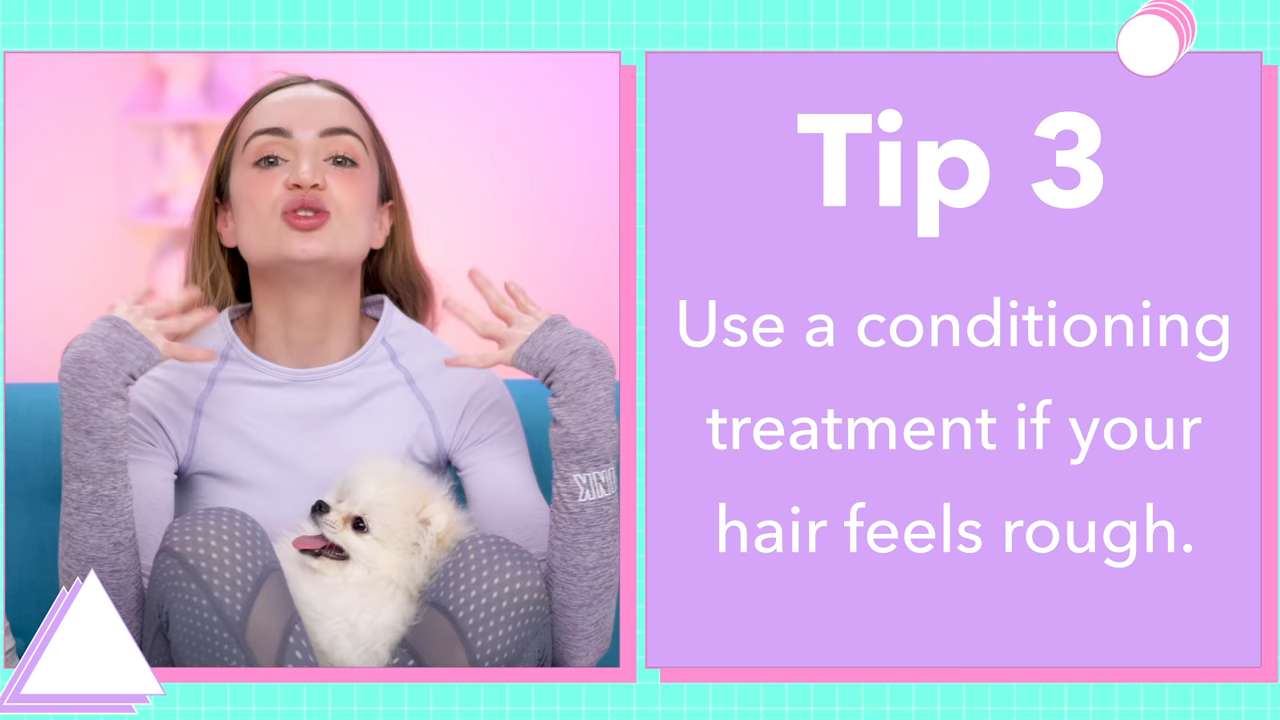 Tip 3
Use a conditioning
treatment if your
hair feels rough.